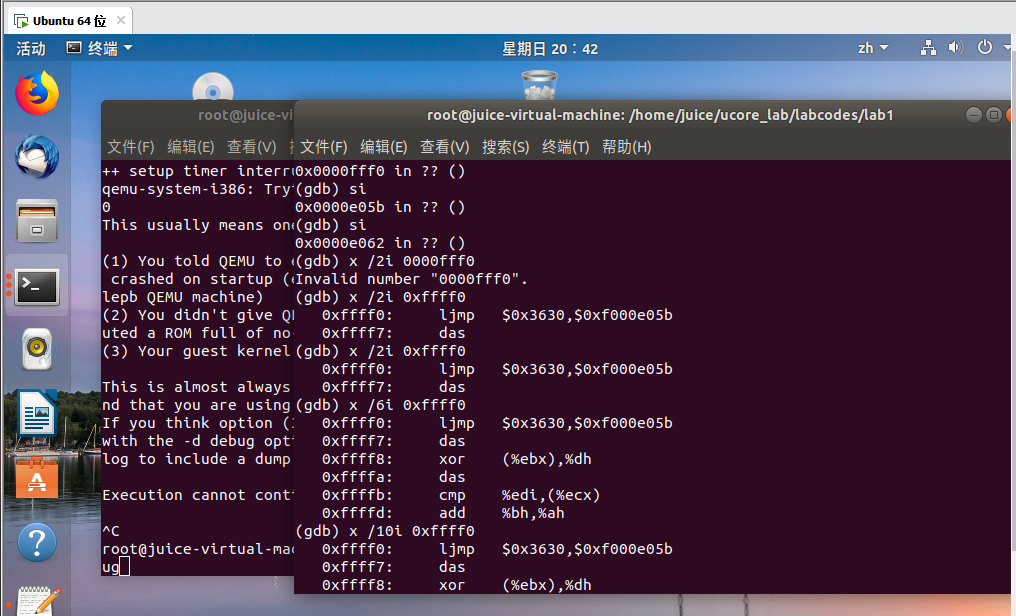 Ubuntu 64 位
活动 终端 星期日 20：42 zh
root@juice-vi
文件(F) 编辑(E) 查看(V)
++ setup timer interru
qemu-system-i386: Try
0
This usually means one
(1) You told QEMU to e
crashed on startup (e
lepb QEMU machine)
(2) You didn't give QE
uted a ROM full of no-
(3) Your guest kernel
This is almost always
nd that you are using
If you think option (3
with the -d debug opti
log to include a dump
Execution cannot conti
^C
root@juice-virtual-mac
ug
root@juice-virtual-machine: /home/juice/ucore_lab/labcodes/lab1
文件(F) 编辑(E) 查看(V) 搜索(S) 终端(T) 帮助(H)
0x0000fff0 in ?? ()
(gdb) si
0x0000e05b in ?? ()
(gdb) si
0x0000e062 in ?? ()
(gdb) x /2i 0000fff0
Invalid number "0000fff0".
(gdb) x /2i 0xffff0
0xffff0: ljmp $0x3630,$0xf000e05b
0xffff7: das
(gdb) x /2i 0xffff0
0xffff0: ljmp $0x3630,$0xf000e05b
0xffff7: das
(gdb) x /6i 0xffff0
0xffff0: ljmp $0x3630,$0xf000e05b
0xffff7: das
0xffff8: xor (%ebx),%dh
0xffffa: das
0xffffb: cmp %edi,(%ecx)
0xffffd: add %bh,%ah
(gdb) x /10i 0xffff0
0xffff0: ljmp $0x3630,$0xf000e05b
0xffff7: das
0xffff8: xor (%ebx),%dh